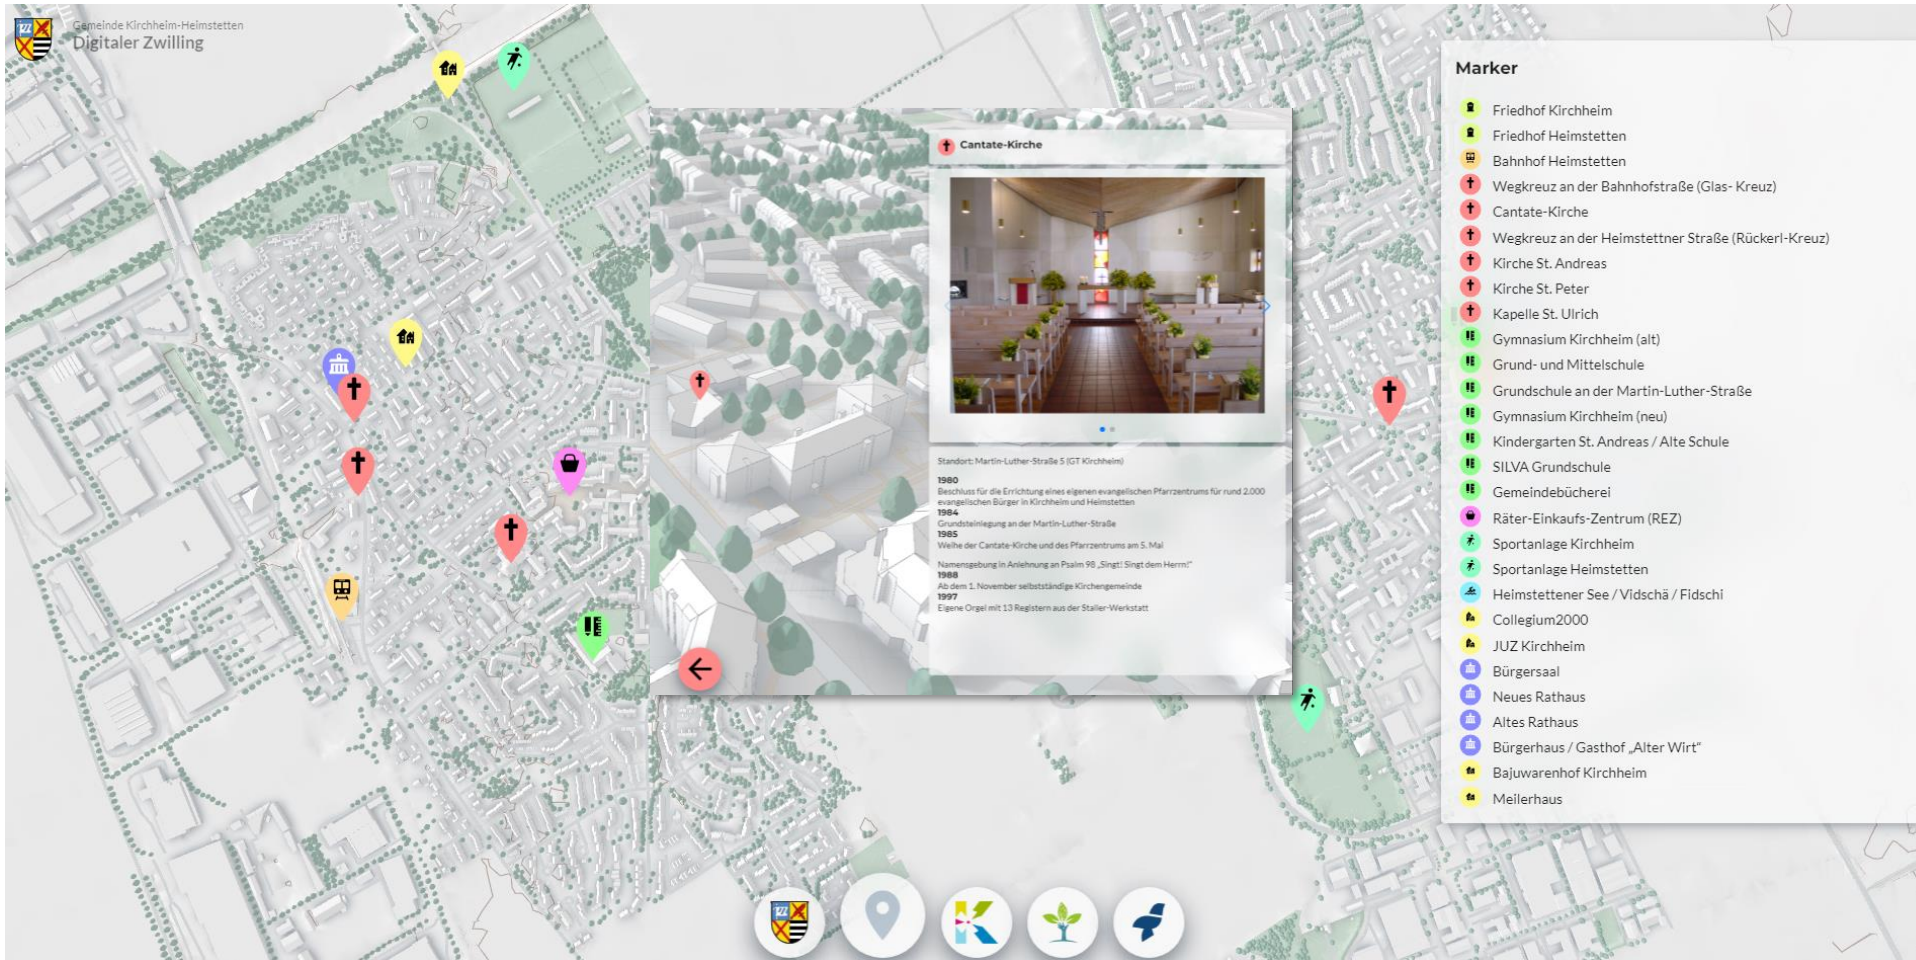 Gemeinde Kirchheim-Heimstetten
Digitaler Zwilling
Cantate-Kirche
Standort: Martin-Luther-Straße 5 (GT Kirchheim)
1980
Beschluss für die Errichtung eines eigenen evangelischen Pfarrzentrums für rund 2.000
evangelischen Bürger in Kirchheim und Heimstetten
1984
Grundsteinlegung an der Martin-Luther-Straße
1985
Weihe der Cantate-Kirche und des Pfarrzentrums am 5. Mai
Namensgebung in Anlehnung an Psalm 98 „Singt! Singt dem Herrn!"
1988
Ab dem 1. November selbstständige Kirchengemeinde
1997
Eigene Orgel mit 13 Registern aus der Staller-Werkstatt
Marker
Friedhof Kirchheim
Friedhof Heimstetten
Bahnhof Heimstetten
Wegkreuz an der Bahnhofstraße (Glas- Kreuz)
Cantate-Kirche
Wegkreuz an der Heimstettner Straße (Rückerl-Kreuz)
Kirche St. Andreas
Kirche St. Peter
Kapelle St. Ulrich
Gymnasium Kirchheim (alt)
Grund- und Mittelschule
Grundschule an der Martin-Luther-Straße
Gymnasium Kirchheim (neu)
Kindergarten St. Andreas / Alte Schule
SILVA Grundschule
Gemeindebücherei
Räter-Einkaufs-Zentrum (REZ)
Sportanlage Kirchheim
Sportanlage Heimstetten
Heimstettener See / Vidschä / Fidschi
Collegium2000
JUZ Kirchheim
Bürgersaal
Neues Rathaus
Altes Rathaus
Bürgerhaus / Gasthof „Alter Wirt"
Bajuwarenhof Kirchheim
Meilerhaus